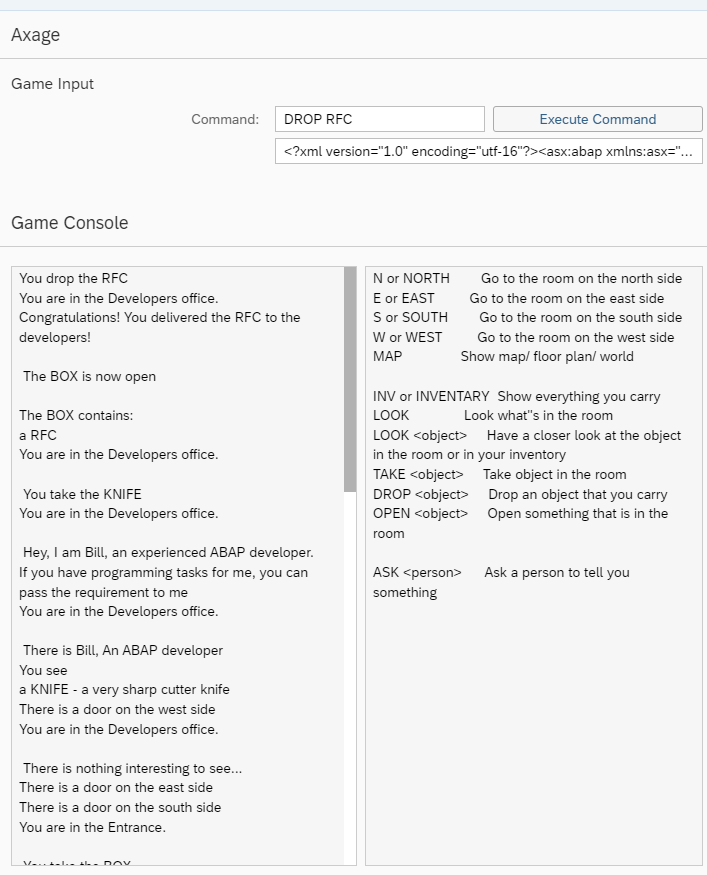 Axage
Game Input
Command:
DROP RFC
Execute Command
<?xml version="1.0" encoding="utf-16"?><asx:abap xmlns:asx="...
Game Console
You drop the RFC
You are in the Developers office.
Congratulations! You delivered the RFC to the
developers!
The BOX is now open
The BOX contains:
a RFC
You are in the Developers office.
You take the KNIFE
You are in the Developers office.
Hey, I am Bill, an experienced ABAP developer.
If you have programming tasks for me, you can
pass the requirement to me
You are in the Developers office.
There is Bill, An ABAP developer
You see
a KNIFE - a very sharp cutter knife
There is a door on the west side
You are in the Developers office.
There is nothing interesting to see...
There is a door on the east side
There is a door on the south side
You are in the Entrance.
You take the BOX
N or NORTH Go to the room on the north side
E or EAST Go to the room on the east side
S or SOUTH Go to the room on the south side
W or WEST Go to the room on the west side
MAP Show map/ floor plan/ world
INV or INVENTARY Show everything you carry
LOOK Look what"s in the room
LOOK <object> Have a closer look at the object
in the room or in your inventory
TAKE <object> Take object in the room
DROP <object> Drop an object that you carry
OPEN <object> Open something that is in the
room
ASK <person> Ask a person to tell you
something